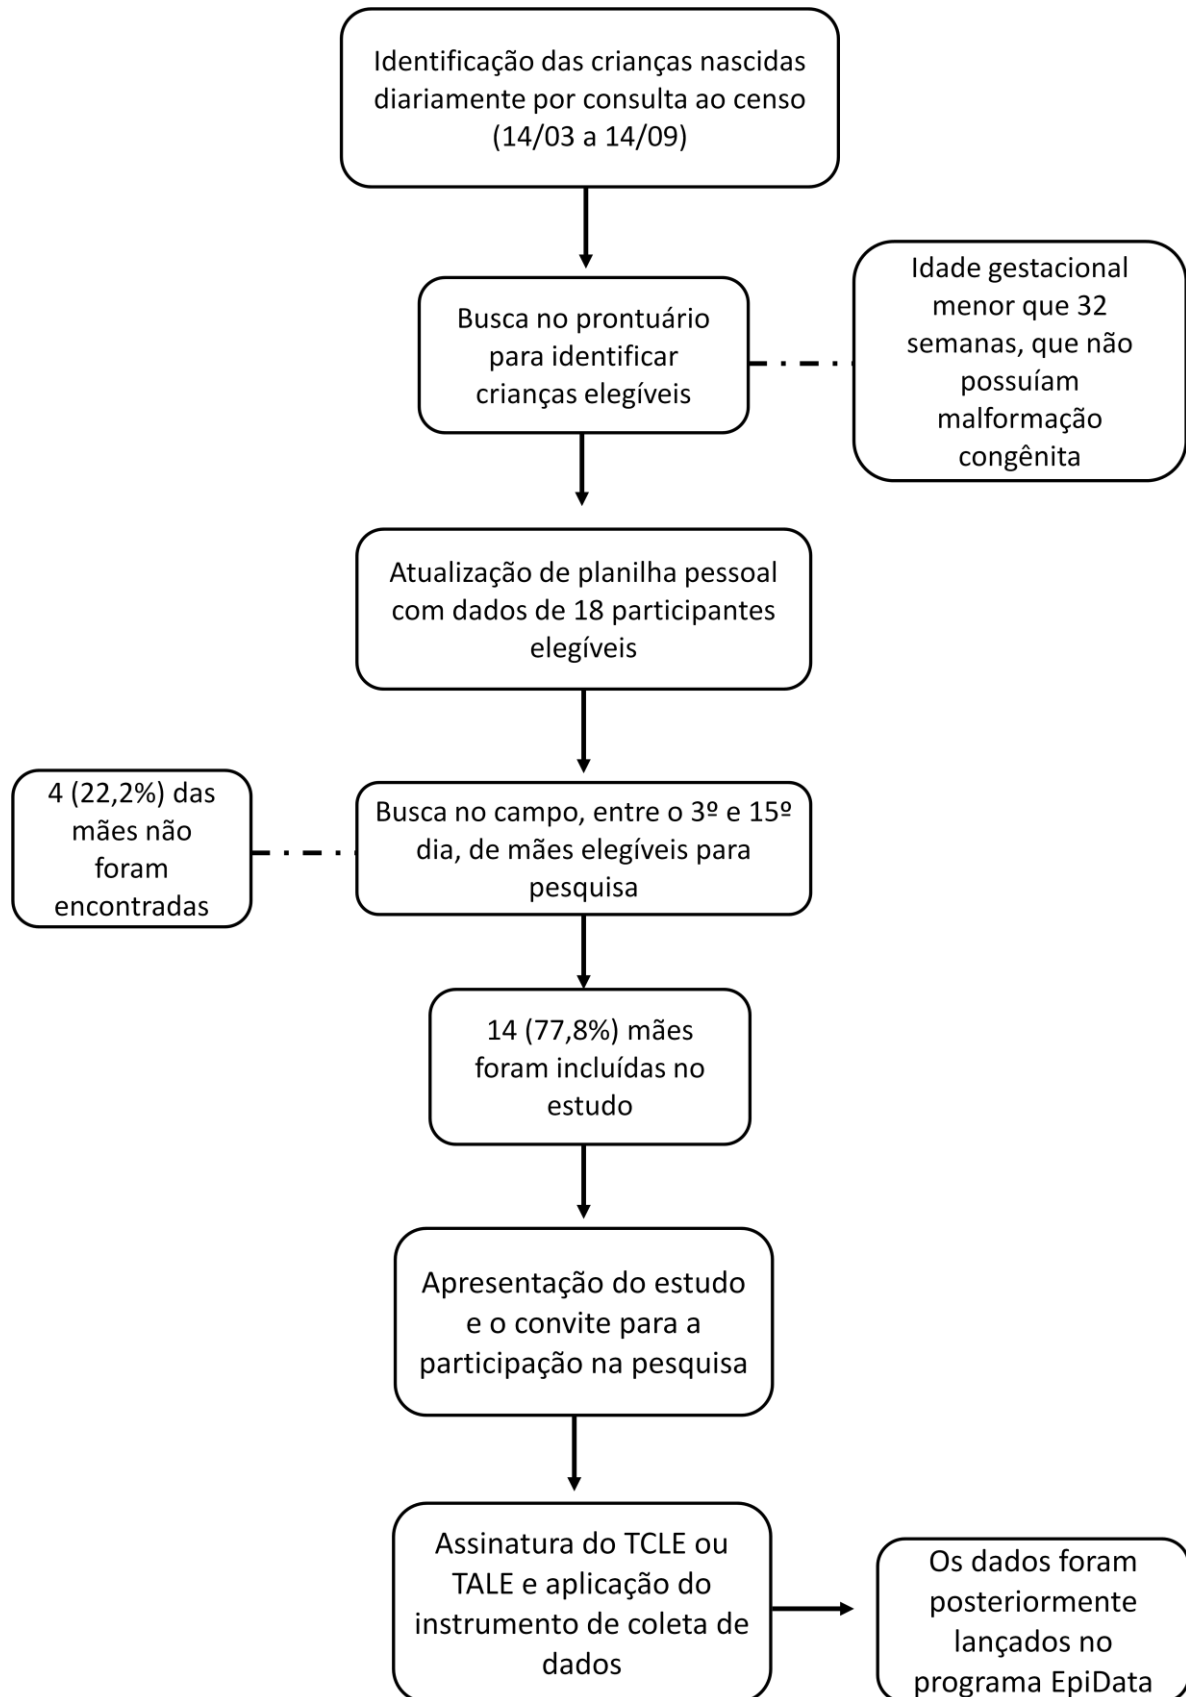 Identificação das crianças nascidas
diariamente por consulta ao censo
(14/03 a 14/09)
Busca no prontuário
para identificar
crianças elegíveis
Idade gestacional
menor que 32
semanas, que não
possuíam
malformação
congênita
Atualização de planilha pessoal
com dados de 18 participantes
elegíveis
4 (22,2%) das
mães não
foram
encontradas
Busca no campo, entre o 3º e 15º
dia, de mães elegíveis para
pesquisa
14 (77,8%) mães
foram incluídas no
estudo
Apresentação do estudo
e o convite para a
participação na pesquisa
Assinatura do TCLE ou
TALE e aplicação do
instrumento de coleta de
dados
Os dados foram
posteriormente
lançados no
programa EpiData